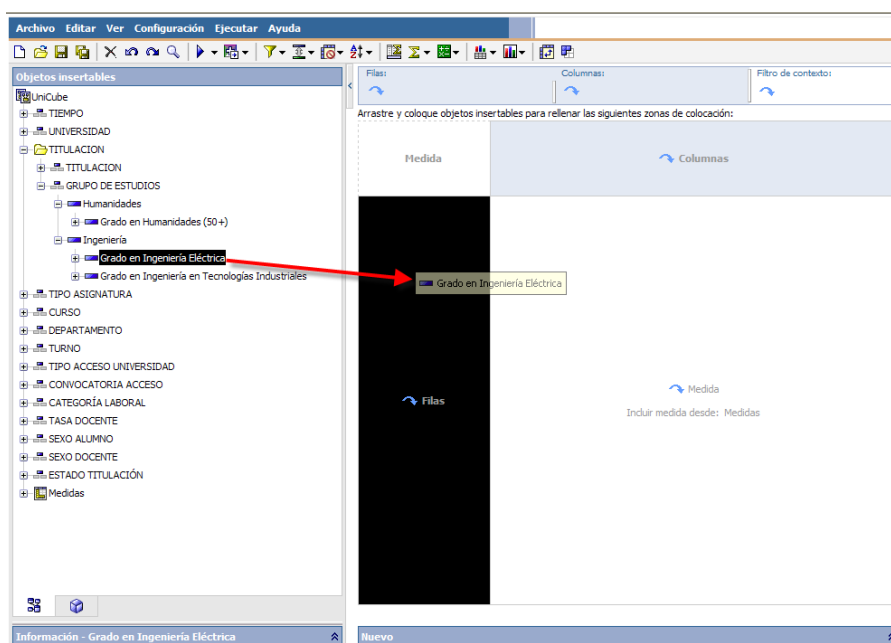 Archivo Editar Ver Configuración Ejecutar Ayuda
Objetos insertables
UniCube
TIEMPO
UNIVERSIDAD
TITULACION
TITULACION
GRUPO DE ESTUDIOS
Humanidades
Grado en Humanidades (50+)
Ingeniería
Grado en Ingeniería Eléctrica
Grado en Ingeniería en Tecnologías Industriales
TIPO ASIGNATURA
CURSO
DEPARTAMENTO
TURNO
TIPO ACCESO UNIVERSIDAD
CONVOCATORIA ACCESO
CATEGORÍA LABORAL
TASA DOCENTE
SEXO ALUMNO
SEXO DOCENTE
ESTADO TITULACIÓN
Medidas
Información - Grado en Ingeniería Eléctrica
Filas: Columnas: Filtro de contexto:
Arrastre y coloque objetos insertables para rellenar las siguientes zonas de colocación:
Medida Columnas
Grado en Ingeniería Eléctrica
Filas
Medida
Incluir medida desde: Medidas
Nuevo